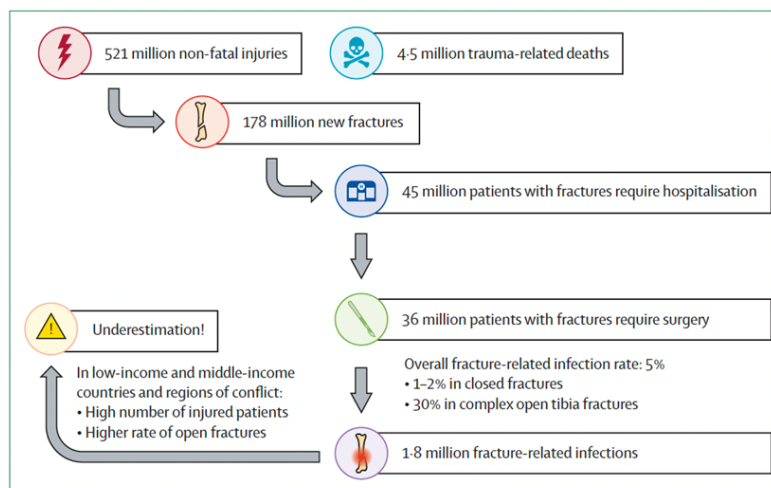 521 million non-fatal injuries
4·5 million trauma-related deaths
178 million new fractures
45 million patients with fractures require hospitalisation
36 million patients with fractures require surgery
Underestimation!
In low-income and middle-income
countries and regions of conflict:
• High number of injured patients
• Higher rate of open fractures
Overall fracture-related infection rate: 5%
• 1–2% in closed fractures
• 30% in complex open tibia fractures
1·8 million fracture-related infections